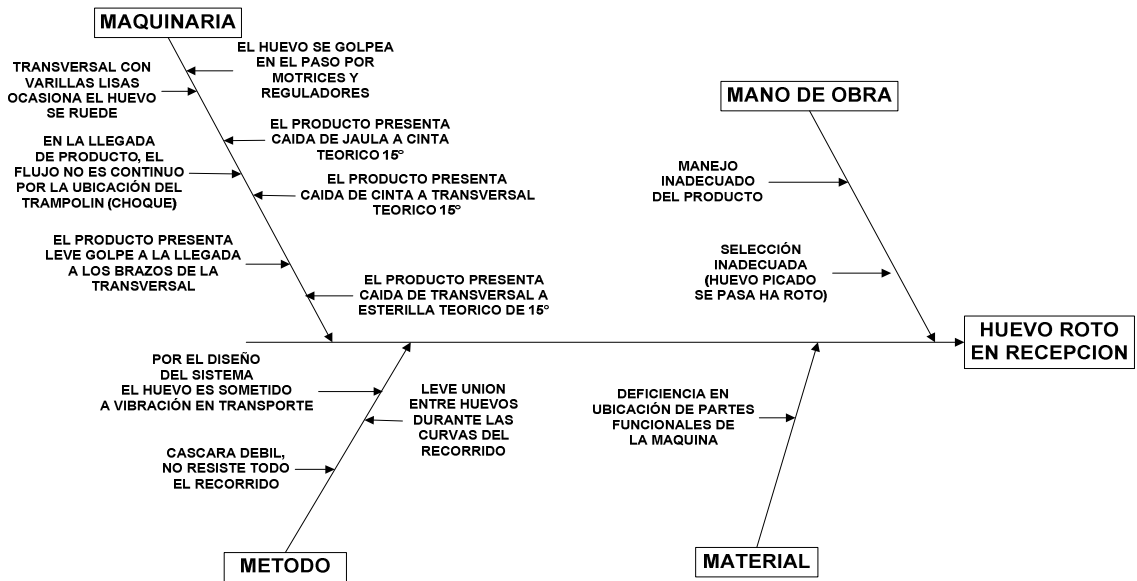 MAQUINARIA
EL HUEVO SE GOLPEA
EN EL PASO POR
MOTRICES Y
REGULADORES
TRANSVERSAL CON
VARILLAS LISAS
OCASIONA EL HUEVO
SE RUEDE
EL PRODUCTO PRESENTA
CAIDA DE JAULA A CINTA
TEORICO 15º
EN LA LLEGADA
DE PRODUCTO, EL
FLUJO NO ES CONTINUO
POR LA UBICACIÓN DEL
TRAMPOLIN (CHOQUE)
EL PRODUCTO PRESENTA
CAIDA DE CINTA A TRANSVERSAL
TEORICO 15º
EL PRODUCTO PRESENTA
LEVE GOLPE A LA LLEGADA
A LOS BRAZOS DE LA
TRANSVERSAL
EL PRODUCTO PRESENTA
CAIDA DE TRANSVERSAL A
ESTERILLA TEORICO DE 15º
MANO DE OBRA
MANEJO
INADECUADO
DEL PRODUCTO
SELECCIÓN
INADECUADA
(HUEVO PICADO
SE PASA HA ROTO)
HUEVO ROTO
EN RECEPCION
POR EL DISEÑO
DEL SISTEMA
EL HUEVO ES SOMETIDO
A VIBRACIÓN EN TRANSPORTE
LEVE UNION
ENTRE HUEVOS
DURANTE LAS
CURVAS DEL
RECORRIDO
CASCARA DEBIL,
NO RESISTE TODO
EL RECORRIDO
METODO
DEFICIENCIA EN
UBICACIÓN DE PARTES
FUNCIONALES DE
LA MAQUINA
MATERIAL